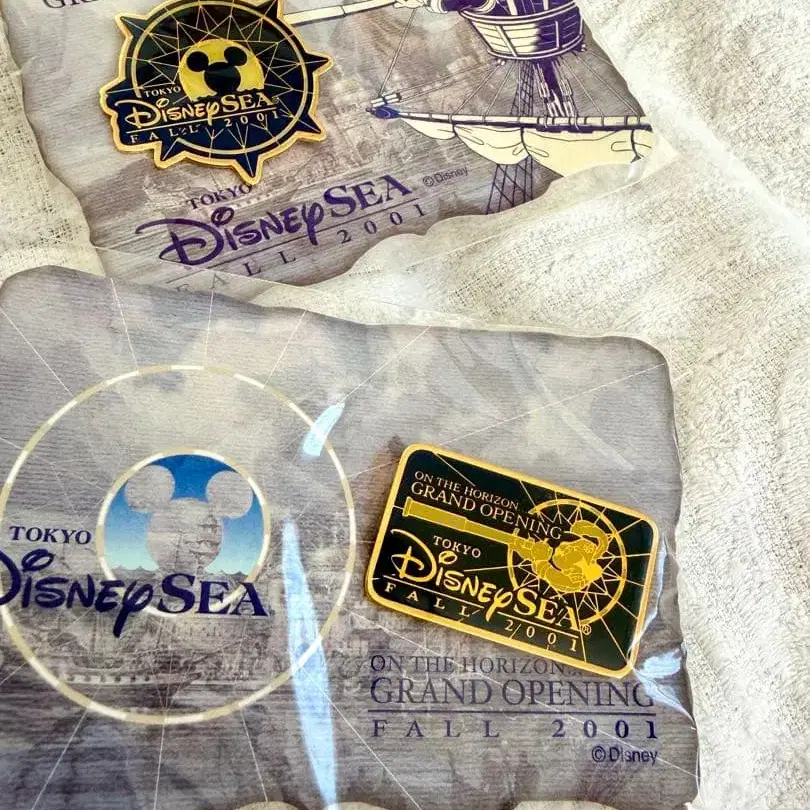 TOKYO
DISNEYSEA
FALL 2001
TOKYO
DISNEYSEA
FALL 2001
©Disney
TOKYO
DISNEYSEA
ON THE HORIZON
GRAND OPENING
TOKYO
DISNEYSEA®
FALL 2001
ON THE HORIZON...
GRAND OPENING
FALL 2001
©Disney